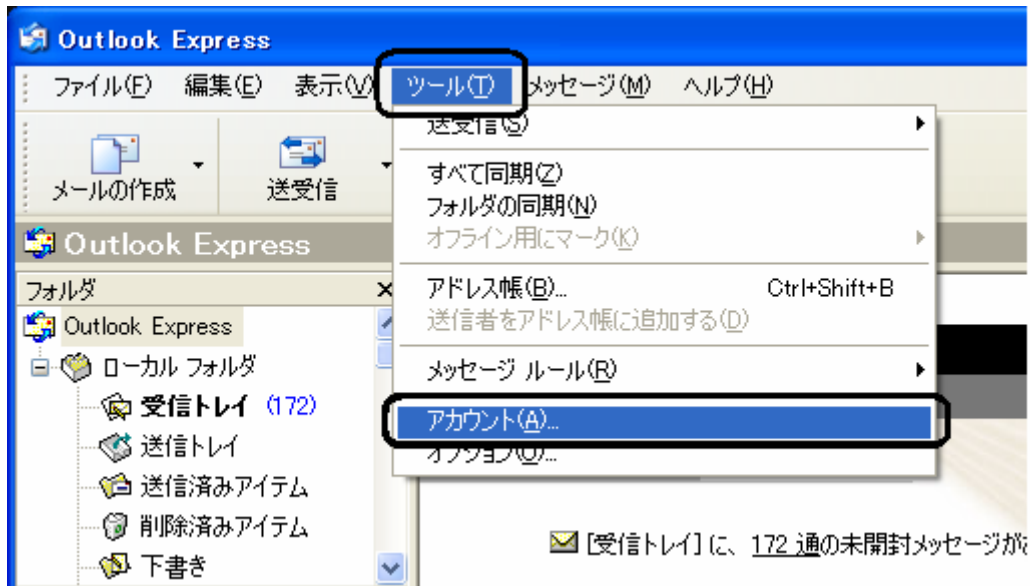 Outlook Express
ファイル(F) 編集(E) 表示(V) ツール(T) メッセージ(M) ヘルプ(H)
メールの作成 送受信
送受信(S)
すべて同期(Z)
フォルダの同期(N)
オフライン用にマーク(K)
アドレス帳(B)... Ctrl+Shift+B
送信者をアドレス帳に追加する(D)
メッセージ ルール(R)
アカウント(A)...
オプション(O)...
Outlook Express
フォルダ
Outlook Express
ローカル フォルダ
受信トレイ (172)
送信トレイ
送信済みアイテム
削除済みアイテム
下書き
[受信トレイ] に、172 通の未開封メッセージが